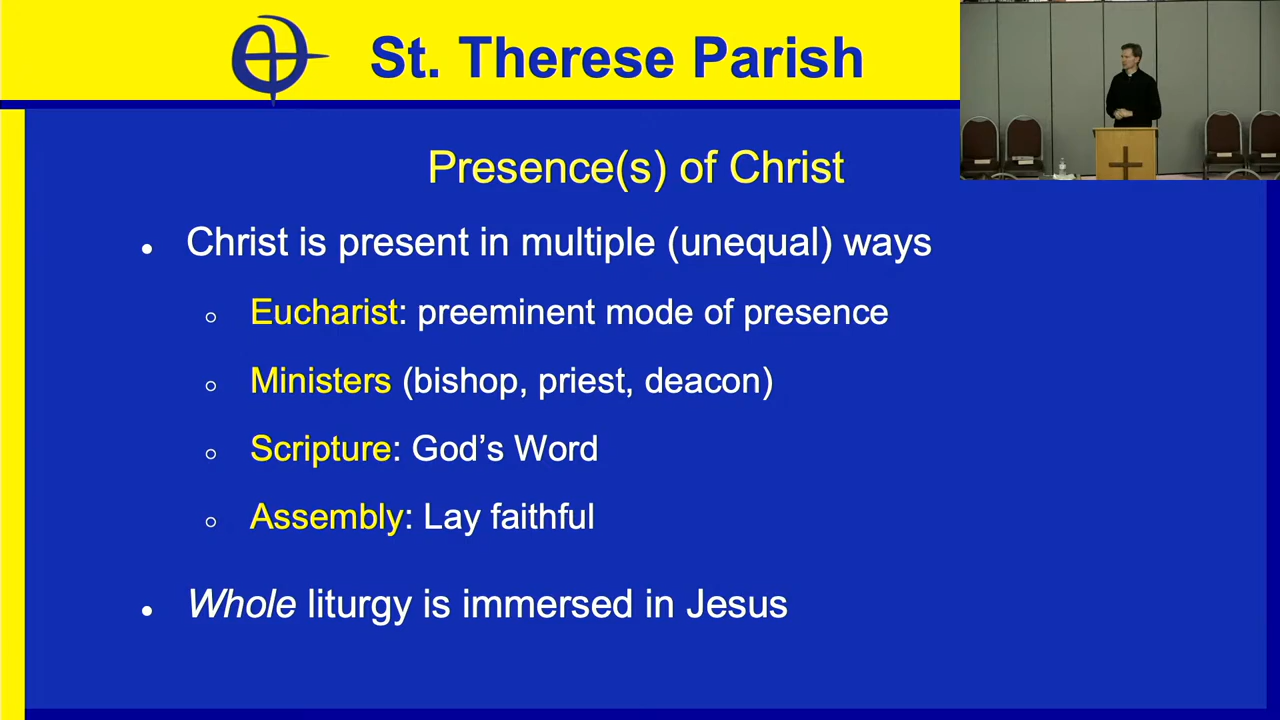 St. Therese Parish
Presence(s) of Christ
● Christ is present in multiple (unequal) ways
○ Eucharist: preeminent mode of presence
○ Ministers (bishop, priest, deacon)
○ Scripture: God’s Word
○ Assembly: Lay faithful
● Whole liturgy is immersed in Jesus